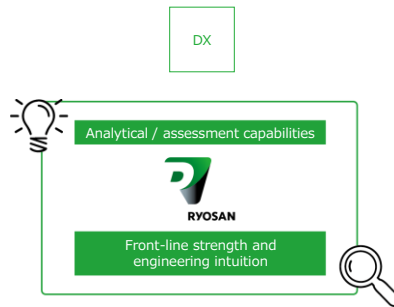 DX
Analytical / assessment capabilities
RYOSAN
Front-line strength and
engineering intuition